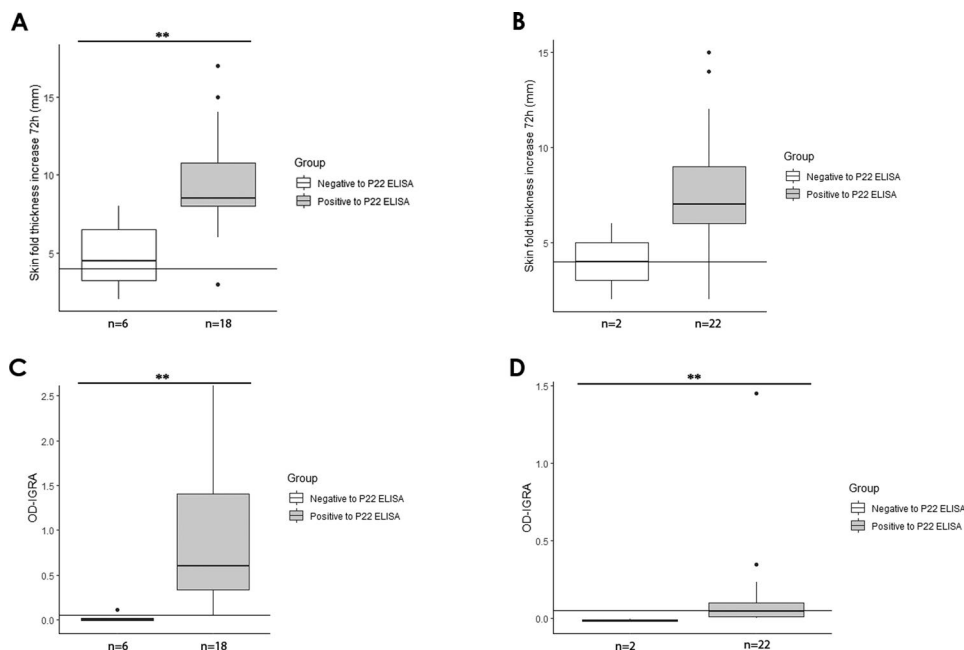 A
**
Skin fold thickness increase 72h (mm)
15
10
5
n=6
n=18
Group
Negative to P22 ELISA
Positive to P22 ELISA
B
Skin fold thickness increase 72h (mm)
15
10
5
n=2
n=22
Group
Negative to P22 ELISA
Positive to P22 ELISA
C
**
OD-IGRA
2.5
2.0
1.5
1.0
0.5
0.0
n=6
n=18
Group
Negative to P22 ELISA
Positive to P22 ELISA
D
**
OD-IGRA
1.5
1.0
0.5
0.0
n=2
n=22
Group
Negative to P22 ELISA
Positive to P22 ELISA